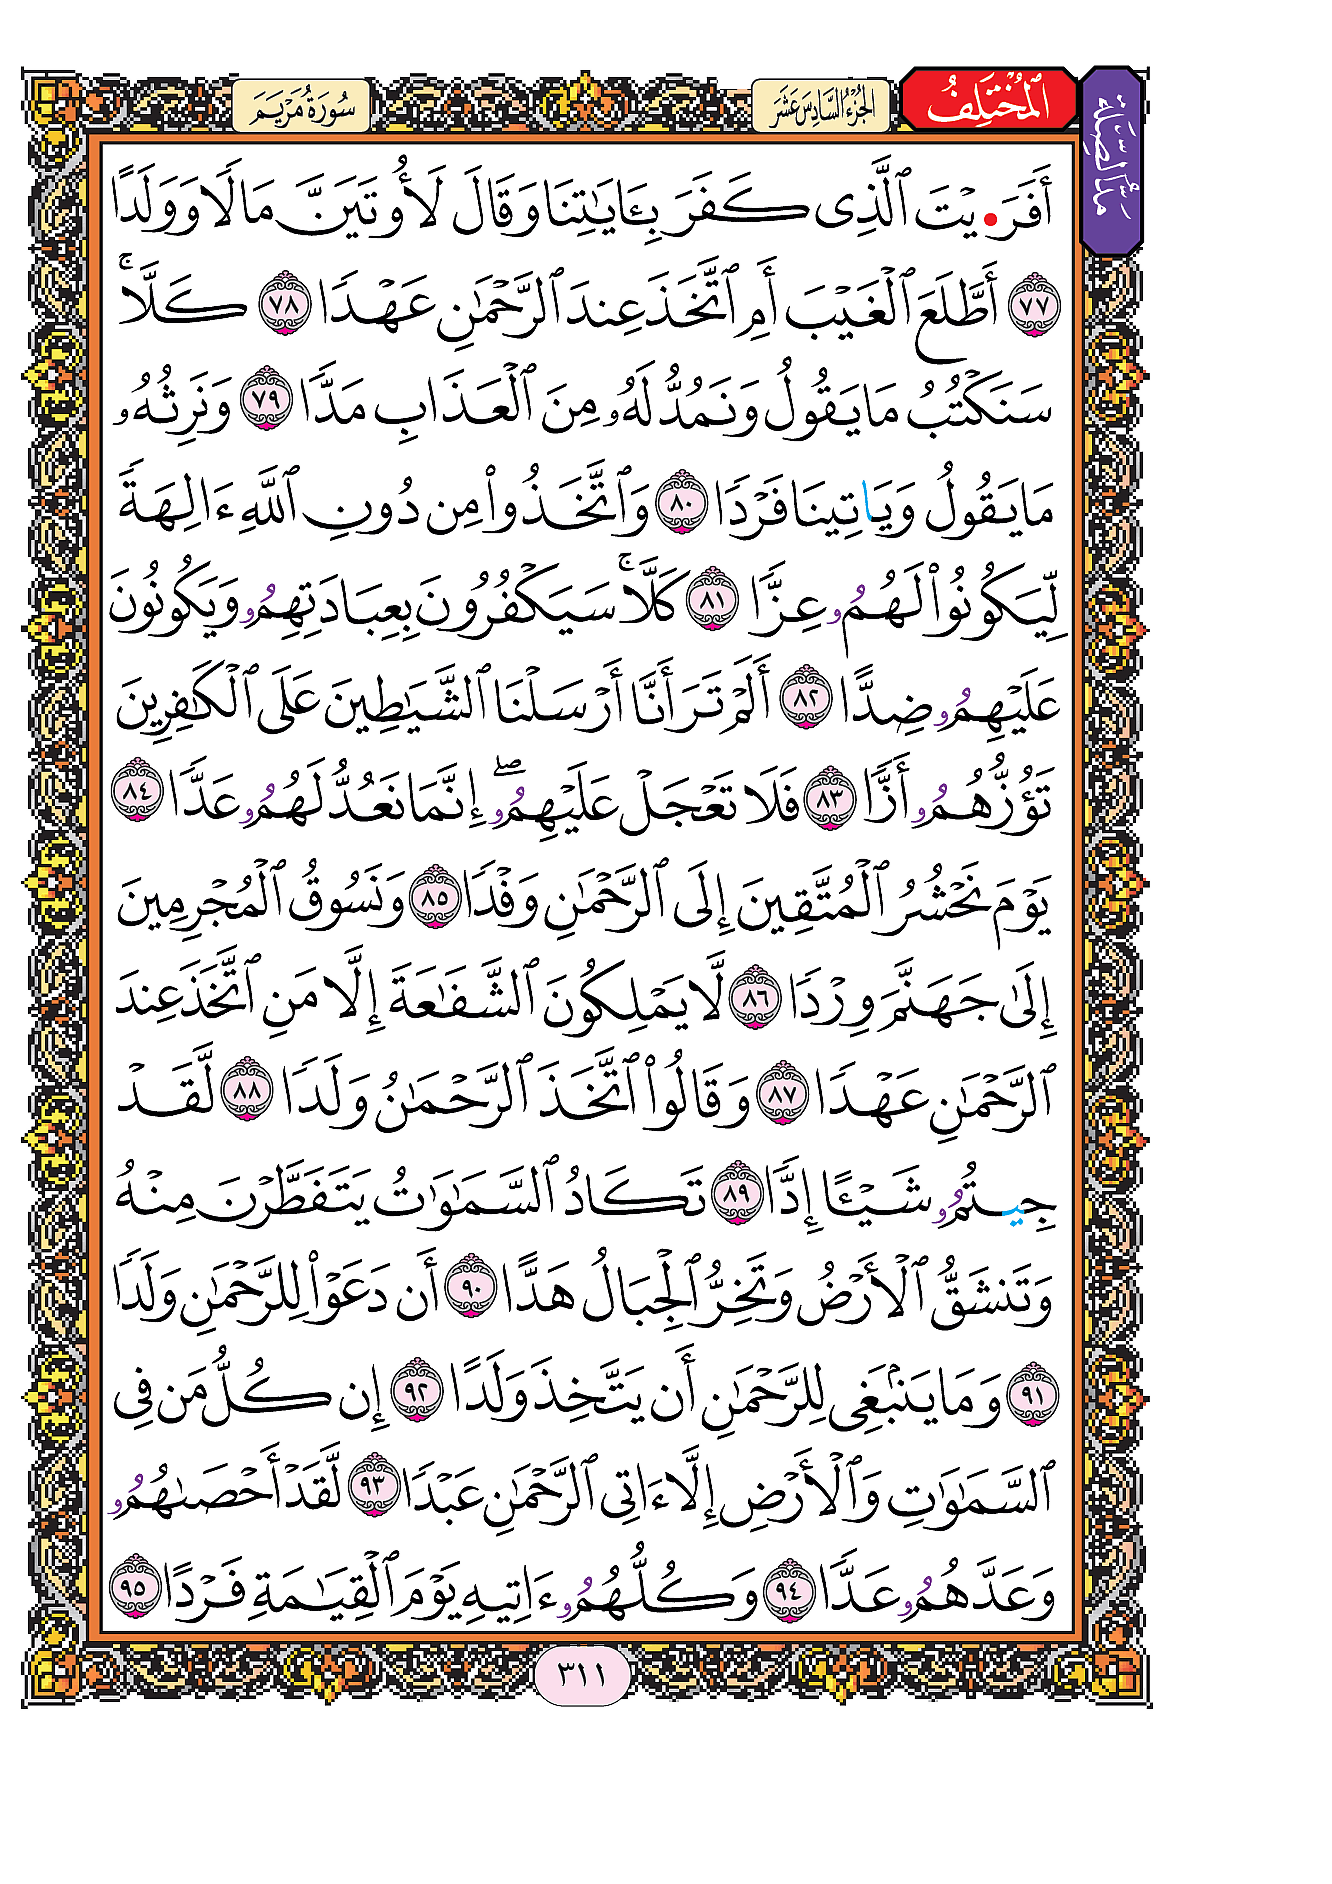 سُورَةُ مَرْيَمَ
الجُزْءُ السَّادِسَ عَشَرَ
المُخْتَلِفُ
مَدُّ الصِّلَة
أَفَرَ•يْتَ ٱلَّذِى كَفَرَ بِـَٔايَٰتِنَا وَقَالَ لَأُوتَيَنَّ مَالًا وَوَلَدًا
٧٧ أَطَّلَعَ ٱلْغَيْبَ أَمِ ٱتَّخَذَ عِندَ ٱلرَّحْمَٰنِ عَهْدًا ٧٨ كَلَّاۚ
سَنَكْتُبُ مَا يَقُولُ وَنَمُدُّ لَهُۥ مِنَ ٱلْعَذَابِ مَدًّا ٧٩ وَنَرِثُهُۥ
مَا يَقُولُ وَيَاتِينَا فَرْدًا ٨٠ وَٱتَّخَذُوا۟ مِن دُونِ ٱللَّهِ ءَالِهَةً
لِّيَكُونُوا۟ لَهُمُۥ عِزًّا ٨١ كَلَّاۚ سَيَكْفُرُونَ بِعِبَادَتِهِمُۥ وَيَكُونُونَ
عَلَيْهِمُۥ ضِدًّا ٨٢ أَلَمْ تَرَ أَنَّا أَرْسَلْنَا ٱلشَّيَٰطِينَ عَلَى ٱلْكَٰفِرِينَ
تَؤُزُّهُمُۥ أَزًّا ٨٣ فَلَا تَعْجَلْ عَلَيْهِمُۥۖ إِنَّمَا نَعُدُّ لَهُمُۥ عَدًّا ٨٤
يَوْمَ نَحْشُرُ ٱلْمُتَّقِينَ إِلَى ٱلرَّحْمَٰنِ وَفْدًا ٨٥ وَنَسُوقُ ٱلْمُجْرِمِينَ
إِلَىٰ جَهَنَّمَ وِرْدًا ٨٦ لَّا يَمْلِكُونَ ٱلشَّفَٰعَةَ إِلَّا مَنِ ٱتَّخَذَ عِندَ
ٱلرَّحْمَٰنِ عَهْدًا ٨٧ وَقَالُوا۟ ٱتَّخَذَ ٱلرَّحْمَٰنُ وَلَدًا ٨٨ لَّقَدْ
جِيتُمُۥ شَيْـًٔا إِدًّا ٨٩ تَكَادُ ٱلسَّمَٰوَٰتُ يَتَفَطَّرْنَ مِنْهُ
وَتَنشَقُّ ٱلْأَرْضُ وَتَخِرُّ ٱلْجِبَالُ هَدًّا ٩٠ أَن دَعَوْا۟ لِلرَّحْمَٰنِ وَلَدًا
٩١ وَمَا يَنۢبَغِى لِلرَّحْمَٰنِ أَن يَتَّخِذَ وَلَدًا ٩٢ إِن كُلُّ مَن فِى
ٱلسَّمَٰوَٰتِ وَٱلْأَرْضِ إِلَّا ءَاتِى ٱلرَّحْمَٰنِ عَبْدًا ٩٣ لَّقَدْ أَحْصَىٰهُمُۥ
وَعَدَّهُمُۥ عَدًّا ٩٤ وَكُلُّهُمُۥ ءَاتِيهِ يَوْمَ ٱلْقِيَٰمَةِ فَرْدًا ٩٥
٣١١